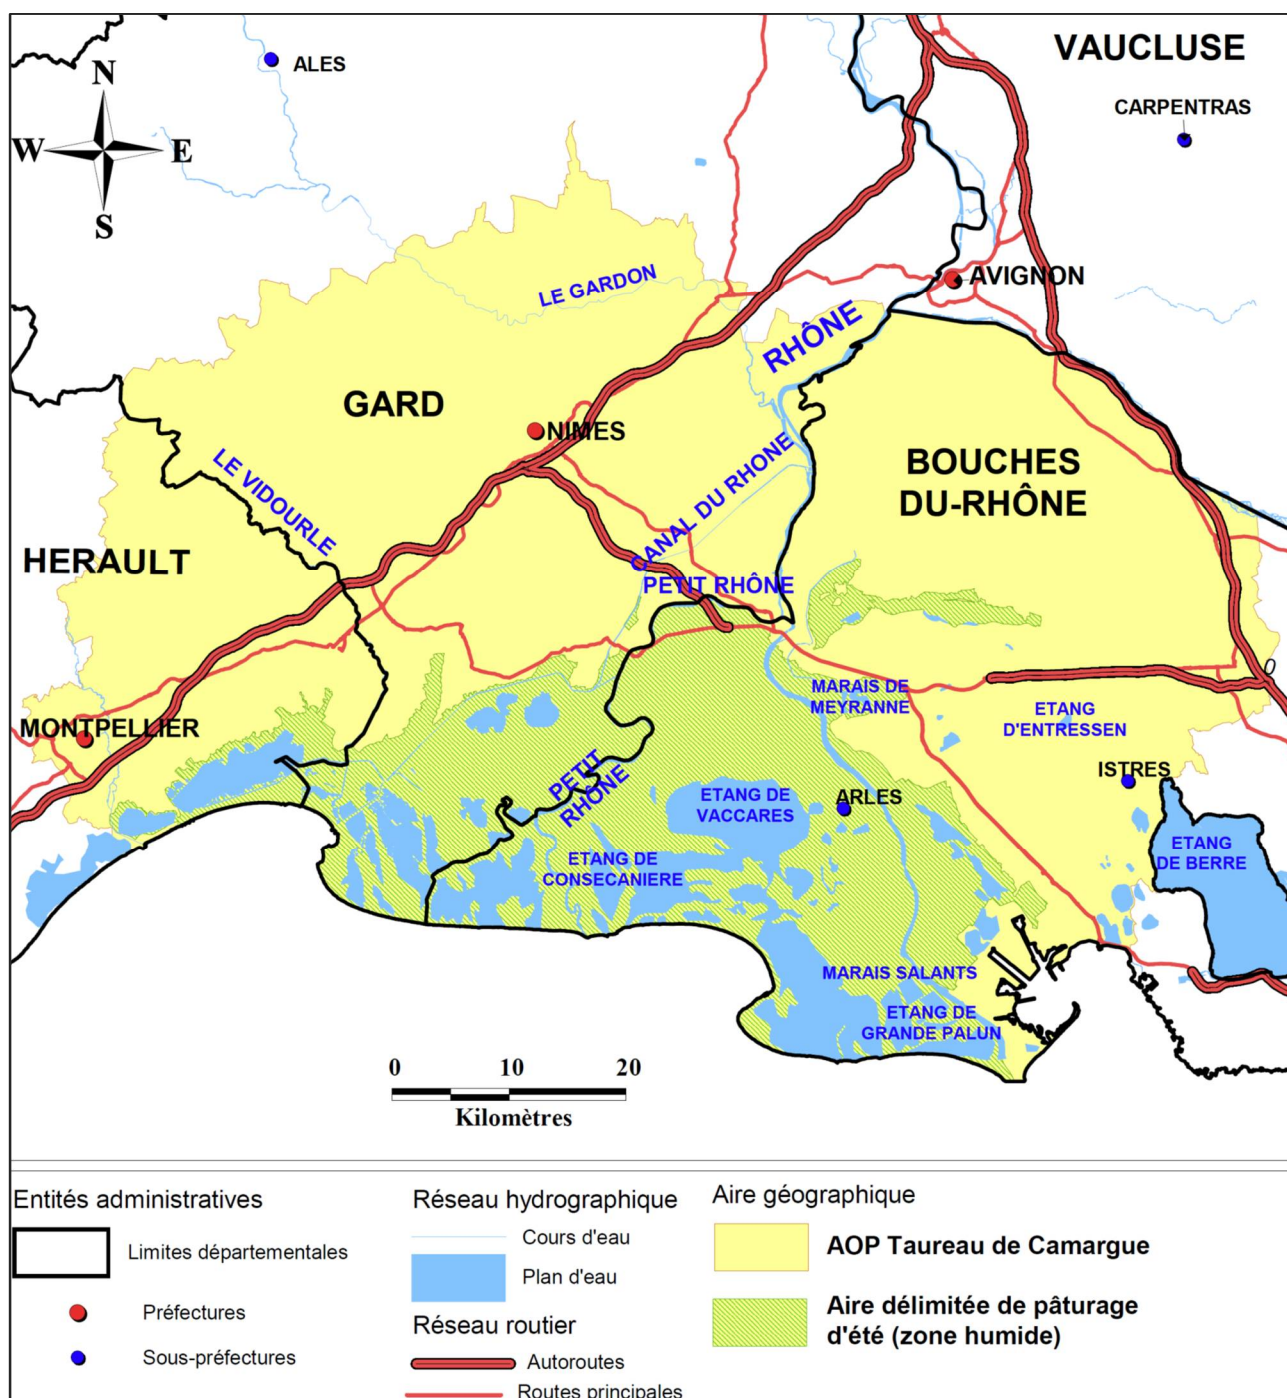 VAUCLUSE
ALES
CARPENTRAS
N
W
E
S
LE GARDON
AVIGNON
RHÔNE
GARD
NIMES
LE VIDOURLE
CANAL DU RHONE
BOUCHES
DU-RHÔNE
HERAULT
PETIT RHÔNE
0
MARAIS DE
MEYRANNE
ETANG
D'ENTRESSEN
MONTPELLIER
PETIT
RHÔNE
ISTRES
ETANG DE
VACCARES
ARLES
ETANG
DE BERRE
ETANG DE
CONSECANIERE
MARAIS SALANTS
ETANG DE
GRANDE PALUN
0 10 20
Kilomètres
Entités administratives
Limites départementales
Préfectures
Sous-préfectures
Réseau hydrographique
Cours d'eau
Plan d'eau
Réseau routier
Autoroutes
Routes principales
Aire géographique
AOP Taureau de Camargue
Aire délimitée de pâturage
d'été (zone humide)